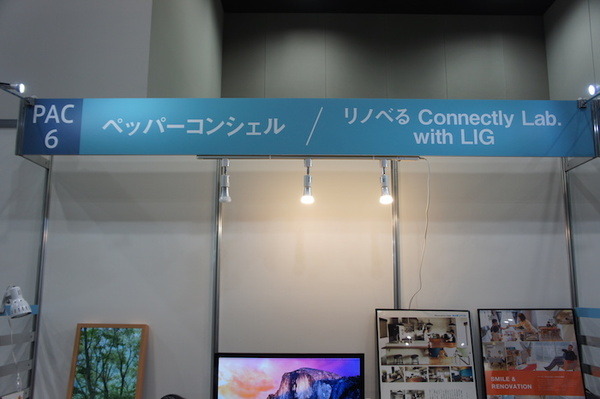 PAC
6
ペッパーコンシェル / リノベる Connectly Lab.
with LIG
SMILE &
RENOVATION